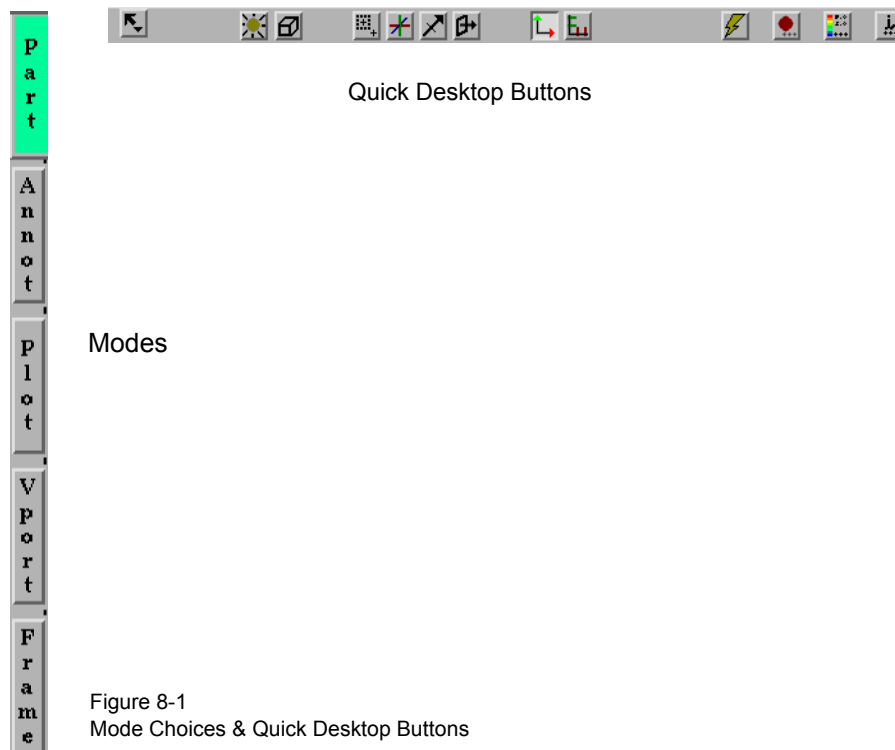 Quick Desktop Buttons
Part
Annot
Plot
Vport
Frame
Modes
Figure 8-1
Mode Choices & Quick Desktop Buttons